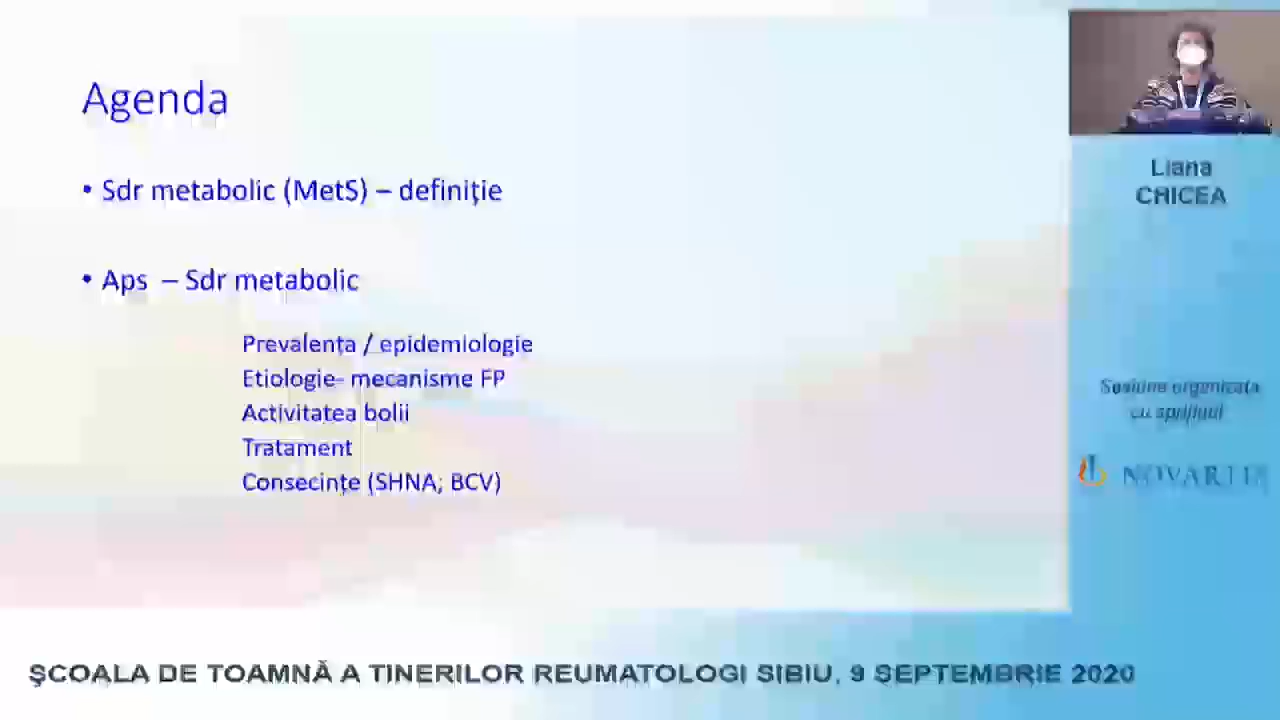 Agenda
• Sdr metabolic (MetS) – definiție
• Aps – Sdr metabolic
Prevalența / epidemiologie
Etiologie- mecanisme FP
Activitatea bolii
Tratament
Consecințe (SHNA; BCV)
Liana
CHICEA
Sesiune organizata
cu sprijinul
NOVARTIS
ŞCOALA DE TOAMNĂ A TINERILOR REUMATOLOGI SIBIU, 9 SEPTEMBRIE 2020